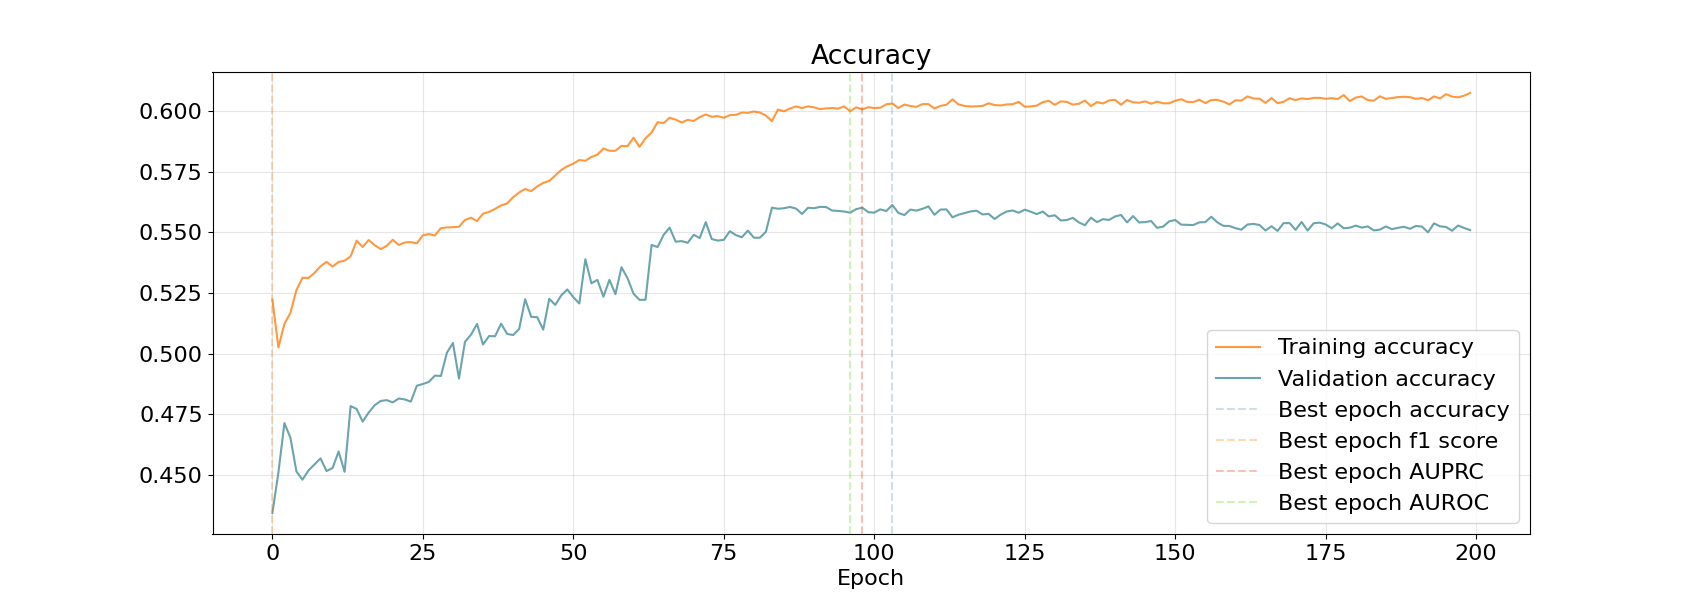 Accuracy
0.600
0.575
0.550
0.525
0.500
0.475
0.450
Training accuracy
Validation accuracy
Best epoch accuracy
Best epoch f1 score
Best epoch AUPRC
Best epoch AUROC
0 25 50 75 100 125 150 175 200
Epoch